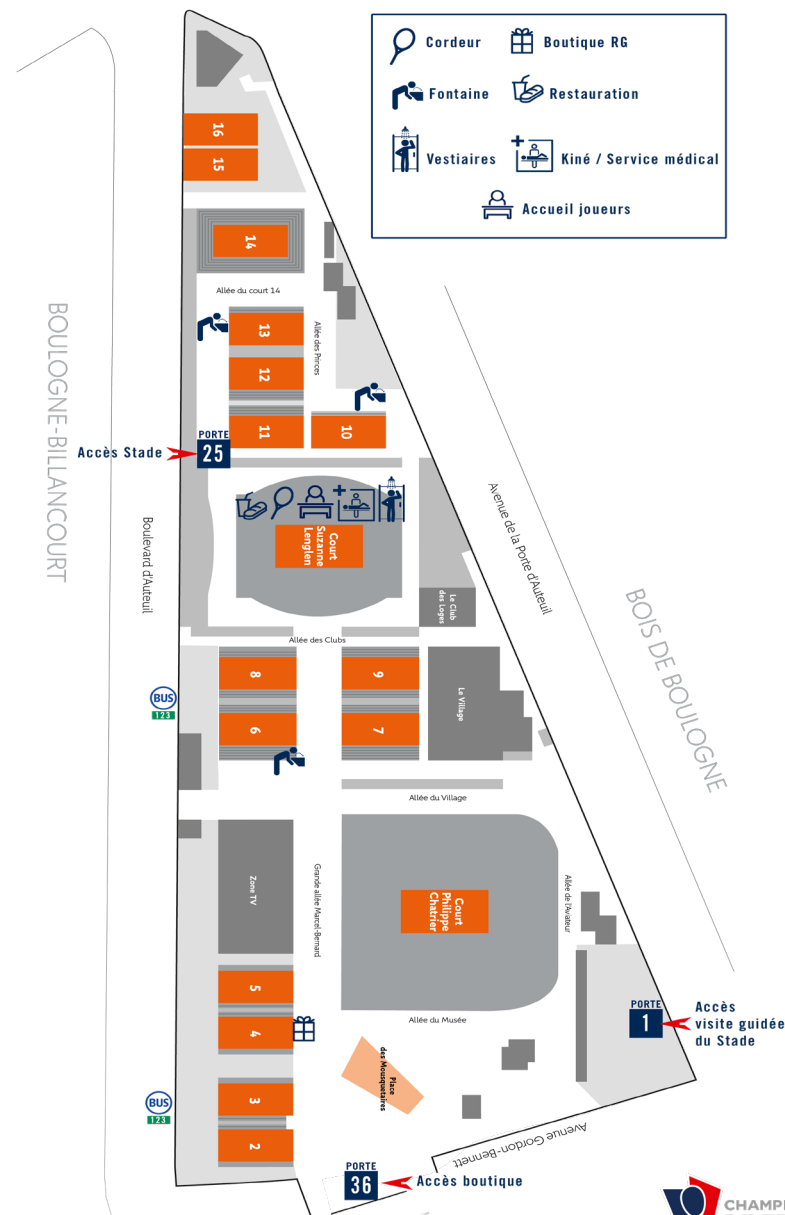 Cordeur
Boutique RG
Fontaine
Restauration
Vestiaires
Kiné / Service médical
Accueil joueurs
16
15
14
Allée du court 14
13
Allée des Princes
12
11
10
BOULOGNE-BILLANCOURT
PORTE
25
Accès Stade
Court
Suzanne
Lenglen
Boulevard d'Auteuil
Avenue de la Porte d'Auteuil
BOIS DE BOULOGNE
Le Club
des Loges
Allée des Clubs
8
9
Le Village
6
7
BUS
123
Allée du Village
Zone TV
Grande allée Marcel-Bernard
Court
Philippe
Chatrier
Allée de l'Aviateur
5
4
Allée du Musée
PORTE
1
Accès
visite guidée
du Stade
Place
des Mousquetaires
3
2
BUS
123
Avenue Gordon-Bennett
PORTE
36
Accès boutique